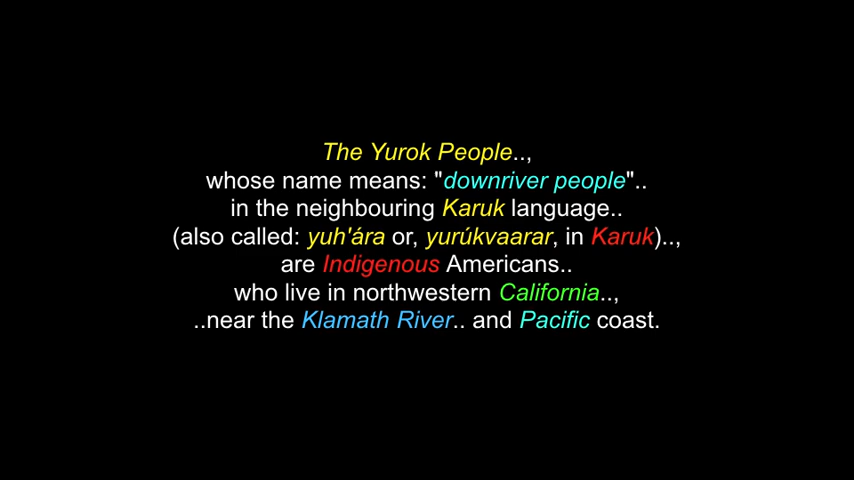 The Yurok People..,
whose name means: "downriver people"..
in the neighbouring Karuk language..
(also called: yuh'ára or, yurúkvaarar, in Karuk)..,
are Indigenous Americans..
who live in northwestern California..,
..near the Klamath River.. and Pacific coast.